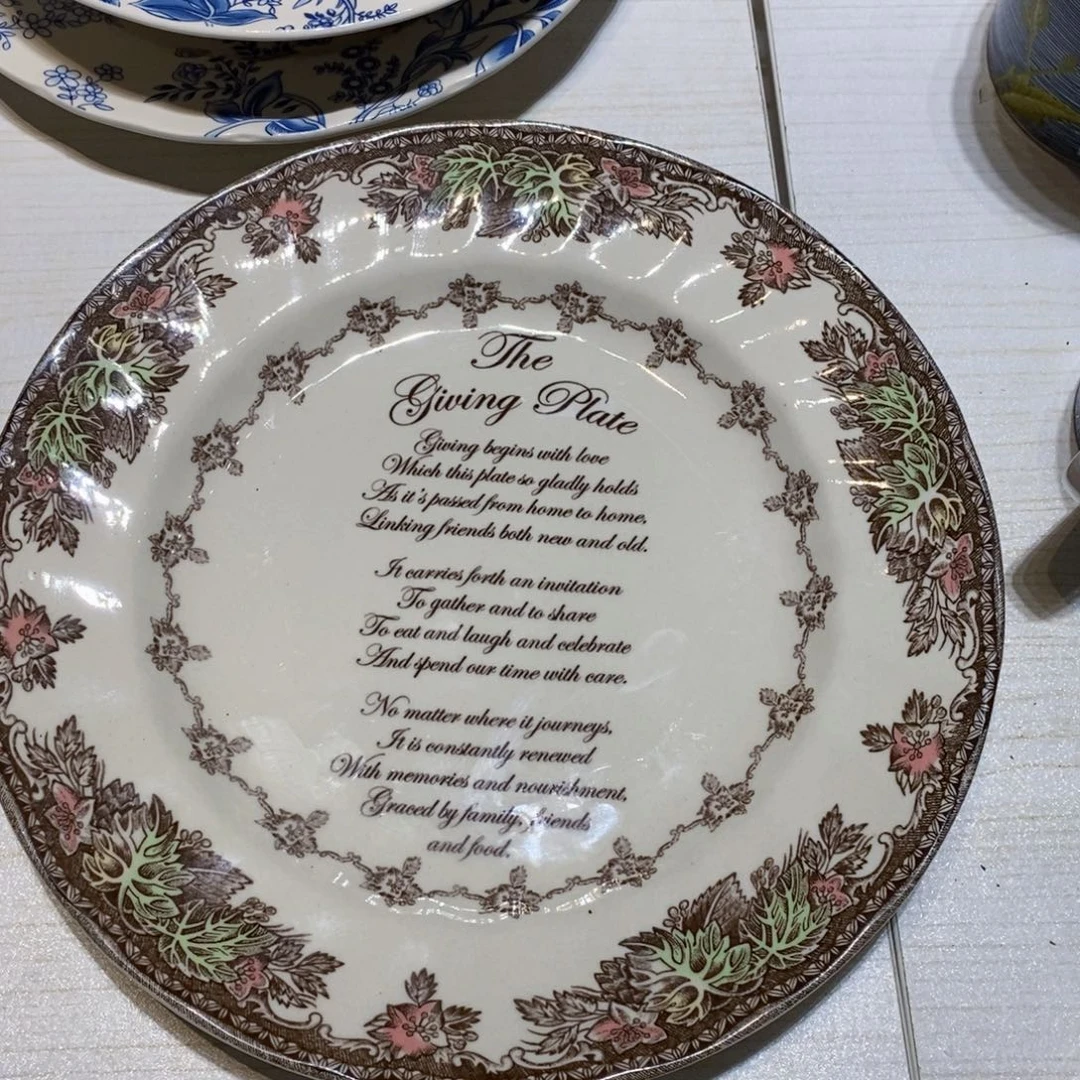 The
Giving Plate
Giving begins with love
Which this plate so gladly holds
As it's passed from home to home,
Linking friends both new and old.
It carries forth an invitation
To gather and to share
To eat and laugh and celebrate
And spend our time with care.
No matter where it journeys,
It is constantly renewed
With memories and nourishment,
Graced by family, friends
and food.